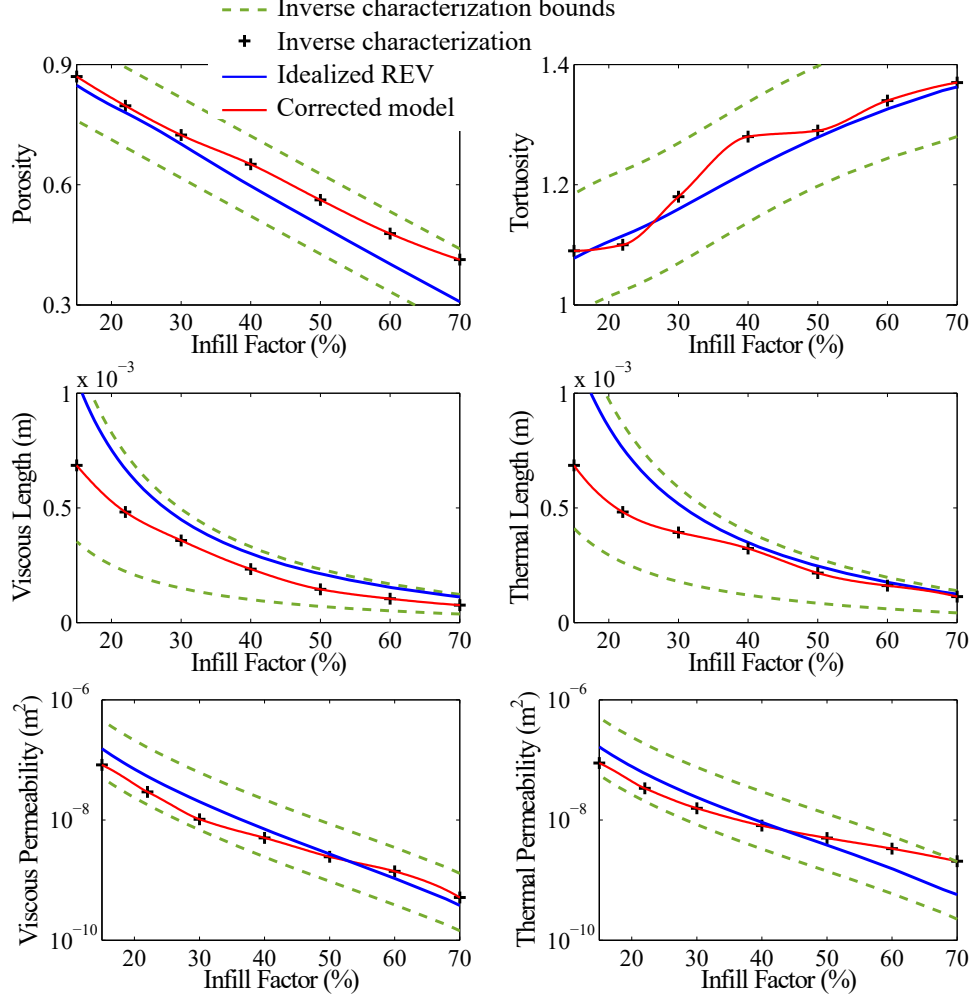 Inverse characterization bounds
Inverse characterization
Idealized REV
Corrected model
0.9
0.6
0.3
Porosity
20 30 40 50 60 70
Infill Factor (%)
1.4
1.2
1
Tortuosity
20 30 40 50 60 70
Infill Factor (%)
x 10⁻³
1
0.5
0
Viscous Length (m)
20 30 40 50 60 70
Infill Factor (%)
x 10⁻³
1
0.5
0
Thermal Length (m)
20 30 40 50 60 70
Infill Factor (%)
10⁻⁶
10⁻⁸
10⁻¹⁰
Viscous Permeability (m²)
20 30 40 50 60 70
Infill Factor (%)
10⁻⁶
10⁻⁸
10⁻¹⁰
Thermal Permeability (m²)
20 30 40 50 60 70
Infill Factor (%)